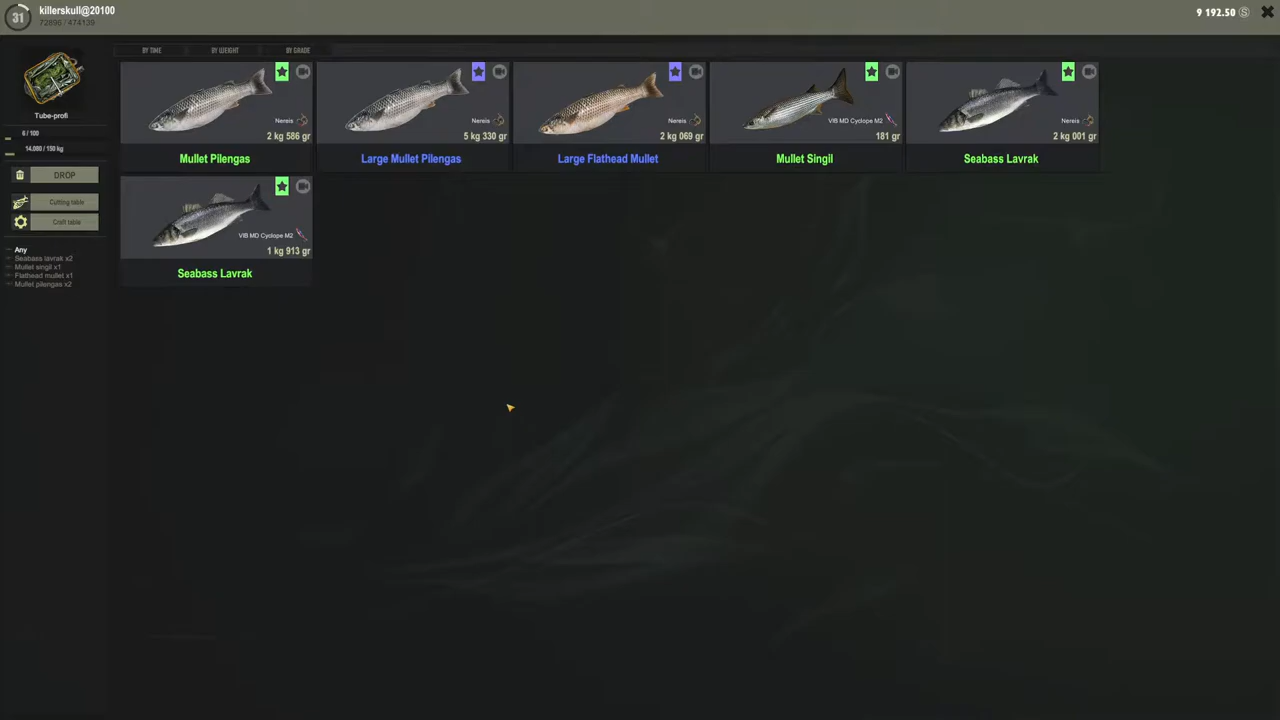 31
killerskull@20100
72896 / 474139
9 192.50 S
BY TIME
BY WEIGHT
BY GRADE
Tube-profi
6 / 100
14,080 / 150 kg
DROP
Cutting table
Craft table
Any
Seabass lavrak x2
Mullet singil x1
Flathead mullet x1
Mullet pilengas x2
Nereis
2 kg 586 gr
Mullet Pilengas
Nereis
5 kg 330 gr
Large Mullet Pilengas
Nereis
2 kg 069 gr
Large Flathead Mullet
VIB MD Cyclope M2
181 gr
Mullet Singil
Nereis
2 kg 001 gr
Seabass Lavrak
VIB MD Cyclope M2
1 kg 913 gr
Seabass Lavrak